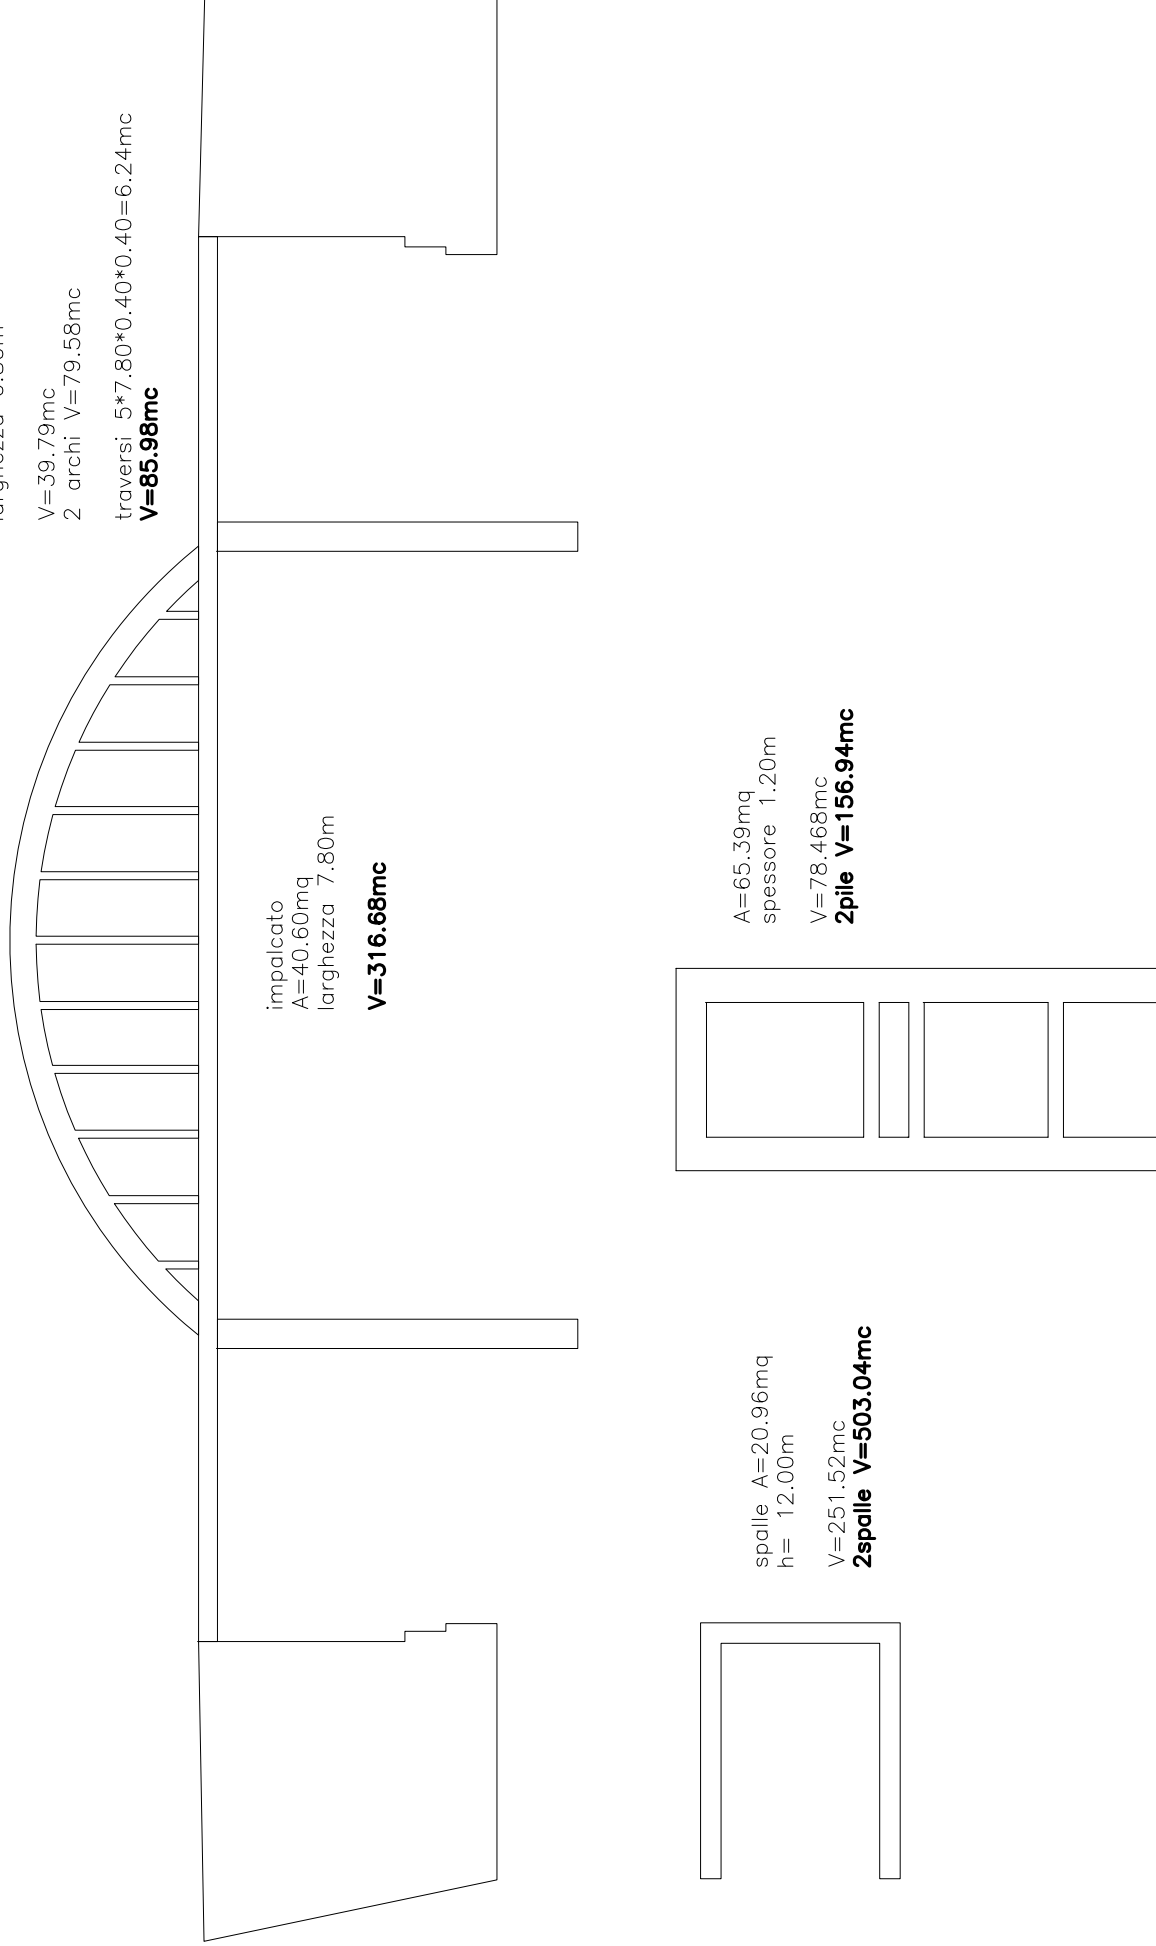 V=39.79mc
2 archi V=79.58mc
traversi 5*7.80*0.40*0.40=6.24mc
V=85.98mc
impalcato
A=40.60mq
larghezza 7.80m
V=316.68mc
spalle A=20.96mq
h= 12.00m
V=251.52mc
2spalle V=503.04mc
A=65.39mq
spessore 1.20m
V=78.468mc
2pile V=156.94mc